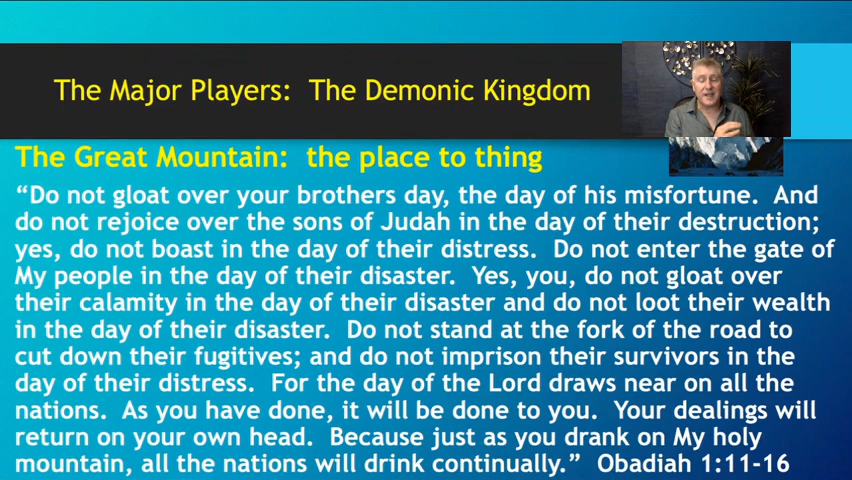 The Major Players:  The Demonic Kingdom
The Great Mountain:  the place to thing
“Do not gloat over your brothers day, the day of his misfortune.  And
do not rejoice over the sons of Judah in the day of their destruction;
yes, do not boast in the day of their distress.  Do not enter the gate of
My people in the day of their disaster.  Yes, you, do not gloat over
their calamity in the day of their disaster and do not loot their wealth
in the day of their disaster.  Do not stand at the fork of the road to
cut down their fugitives; and do not imprison their survivors in the
day of their distress.  For the day of the Lord draws near on all the
nations.  As you have done, it will be done to you.  Your dealings will
return on your own head.  Because just as you drank on My holy
mountain, all the nations will drink continually.”  Obadiah 1:11-16